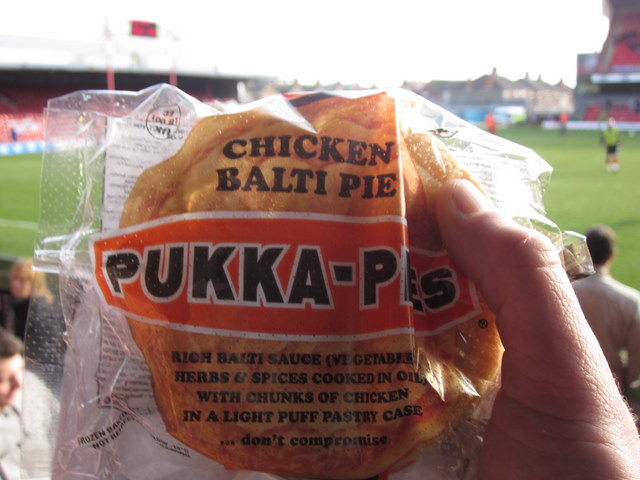 CHICKEN
BALTI PIE
PUKKA-PIES
RICH BALTI SAUCE (VEGETABLE
HERBS & SPICES COOKED IN OIL)
WITH CHUNKS OF CHICKEN
IN A LIGHT PUFF PASTRY CASE
... don't compromise